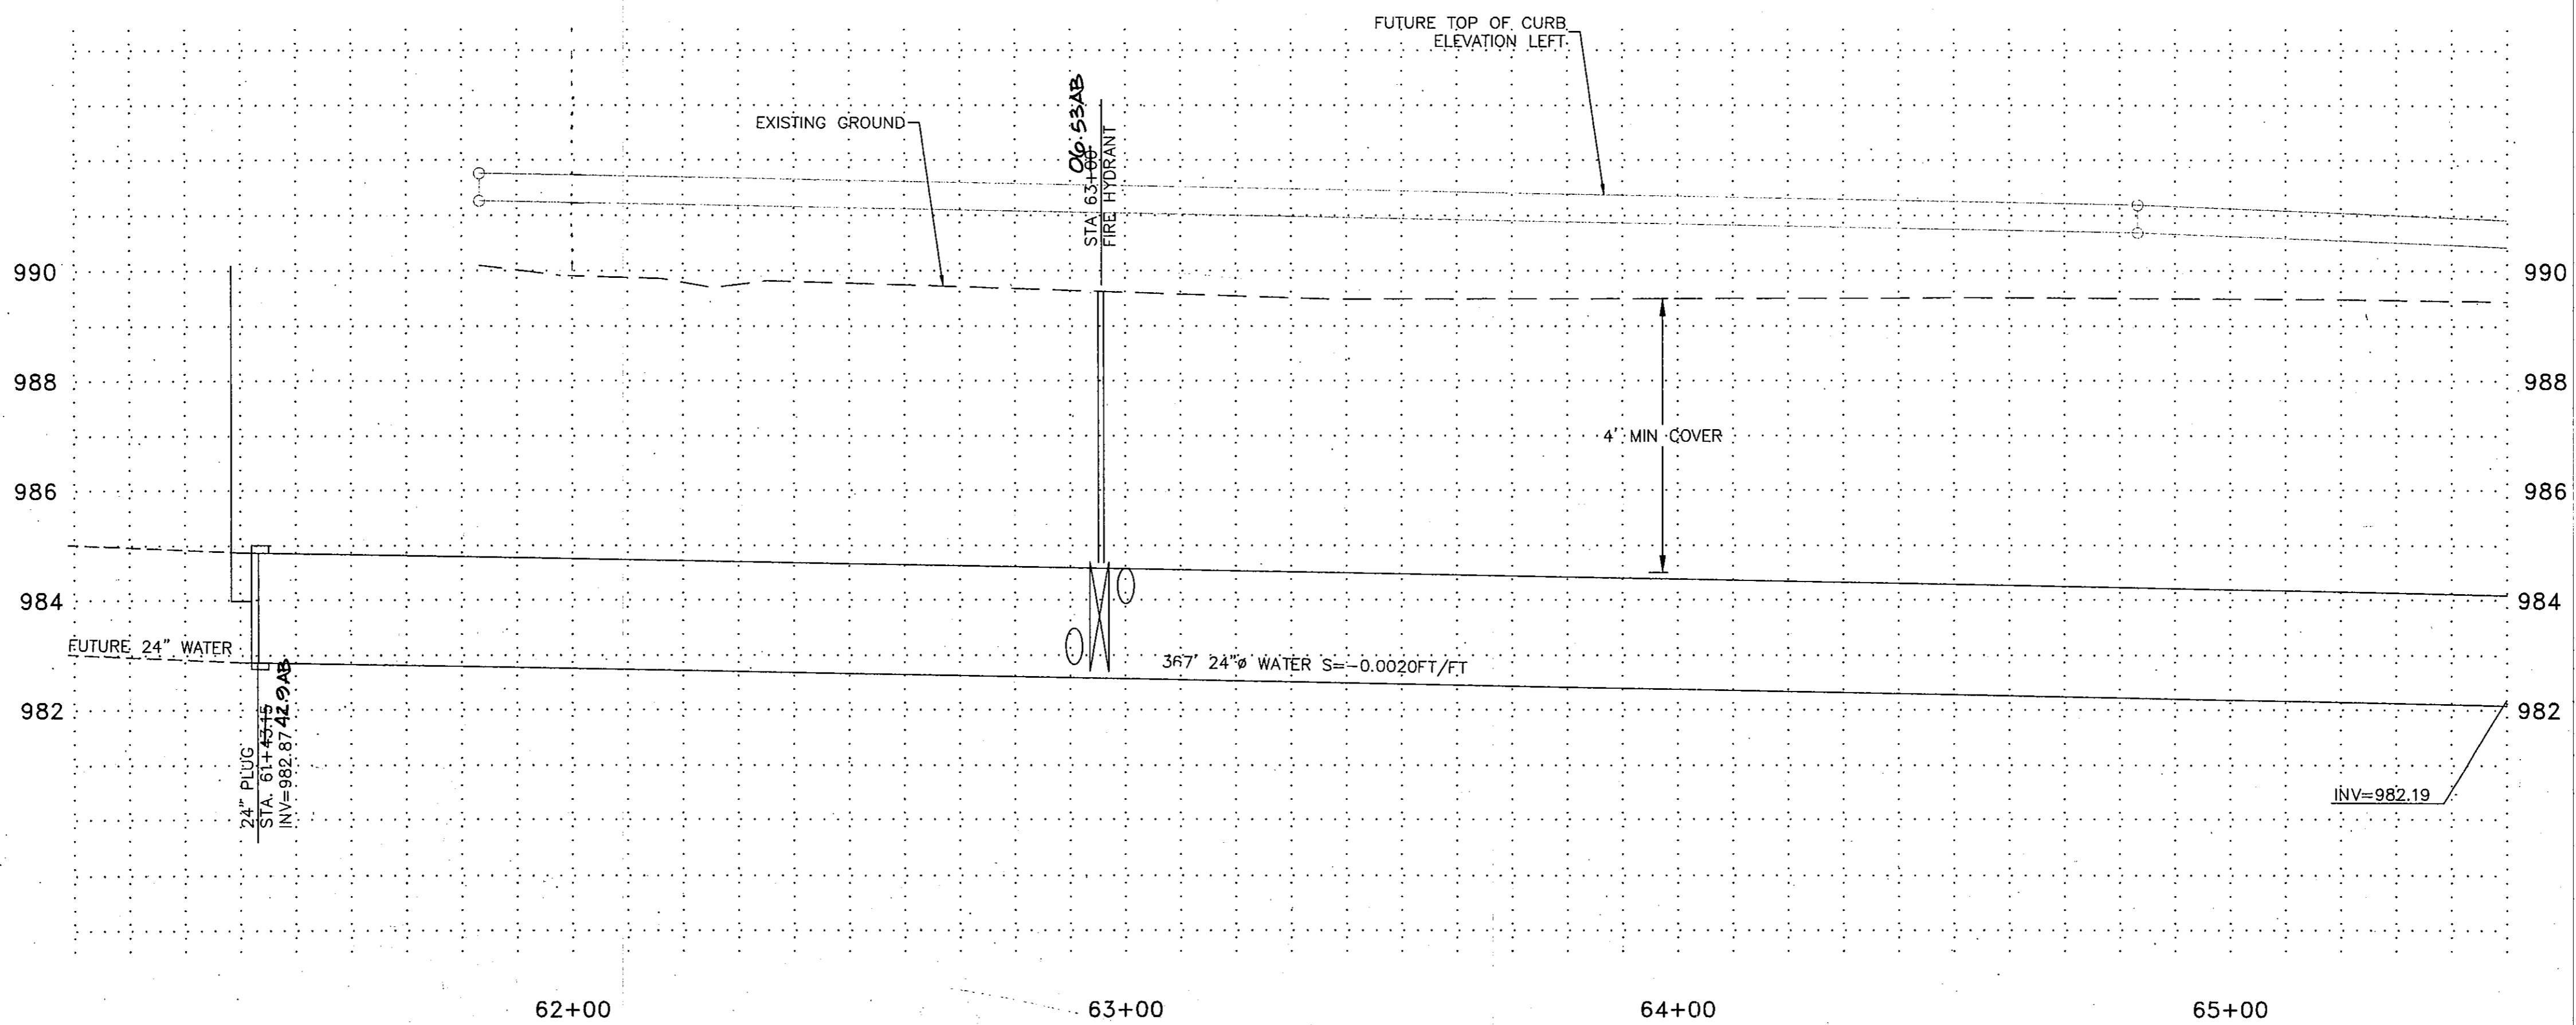 FUTURE TOP OF CURB
ELEVATION LEFT
EXISTING GROUND
06.53AB
STA 63+00
FIRE HYDRANT
990
990
988
988
4' MIN COVER
986
986
984
984
FUTURE 24" WATER
367' 24"ø WATER S=-0.0020FT/FT
982
982
24" PLUG
STA. 61+43.15
42.9AB
INV=982.87
INV=982.19
62+00
63+00
64+00
65+00